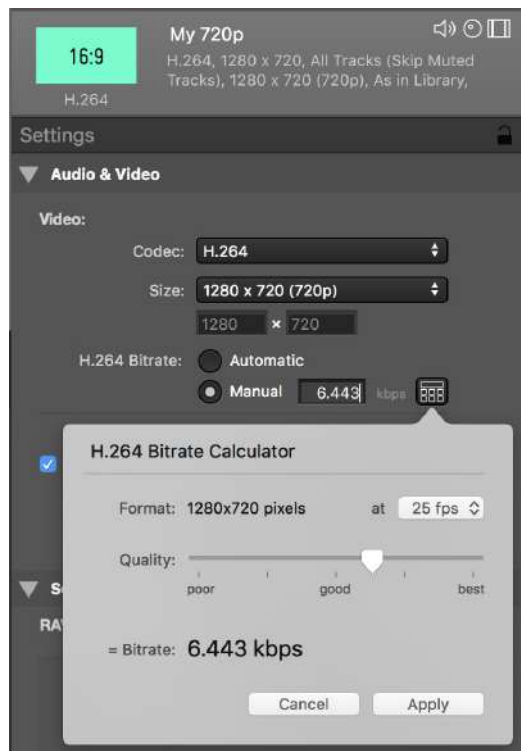 My 720p
16:9
H.264, 1280 x 720, All Tracks (Skip Muted
Tracks), 1280 x 720 (720p), As in Library,
H.264
Settings
Audio & Video
Video:
Codec: H.264
Size: 1280 x 720 (720p)
1280 × 720
H.264 Bitrate: Automatic
Manual 6.443 kbps
H.264 Bitrate Calculator
Format: 1280x720 pixels at 25 fps
Quality:
poor good best
S
RA
= Bitrate: 6.443 kbps
Cancel Apply